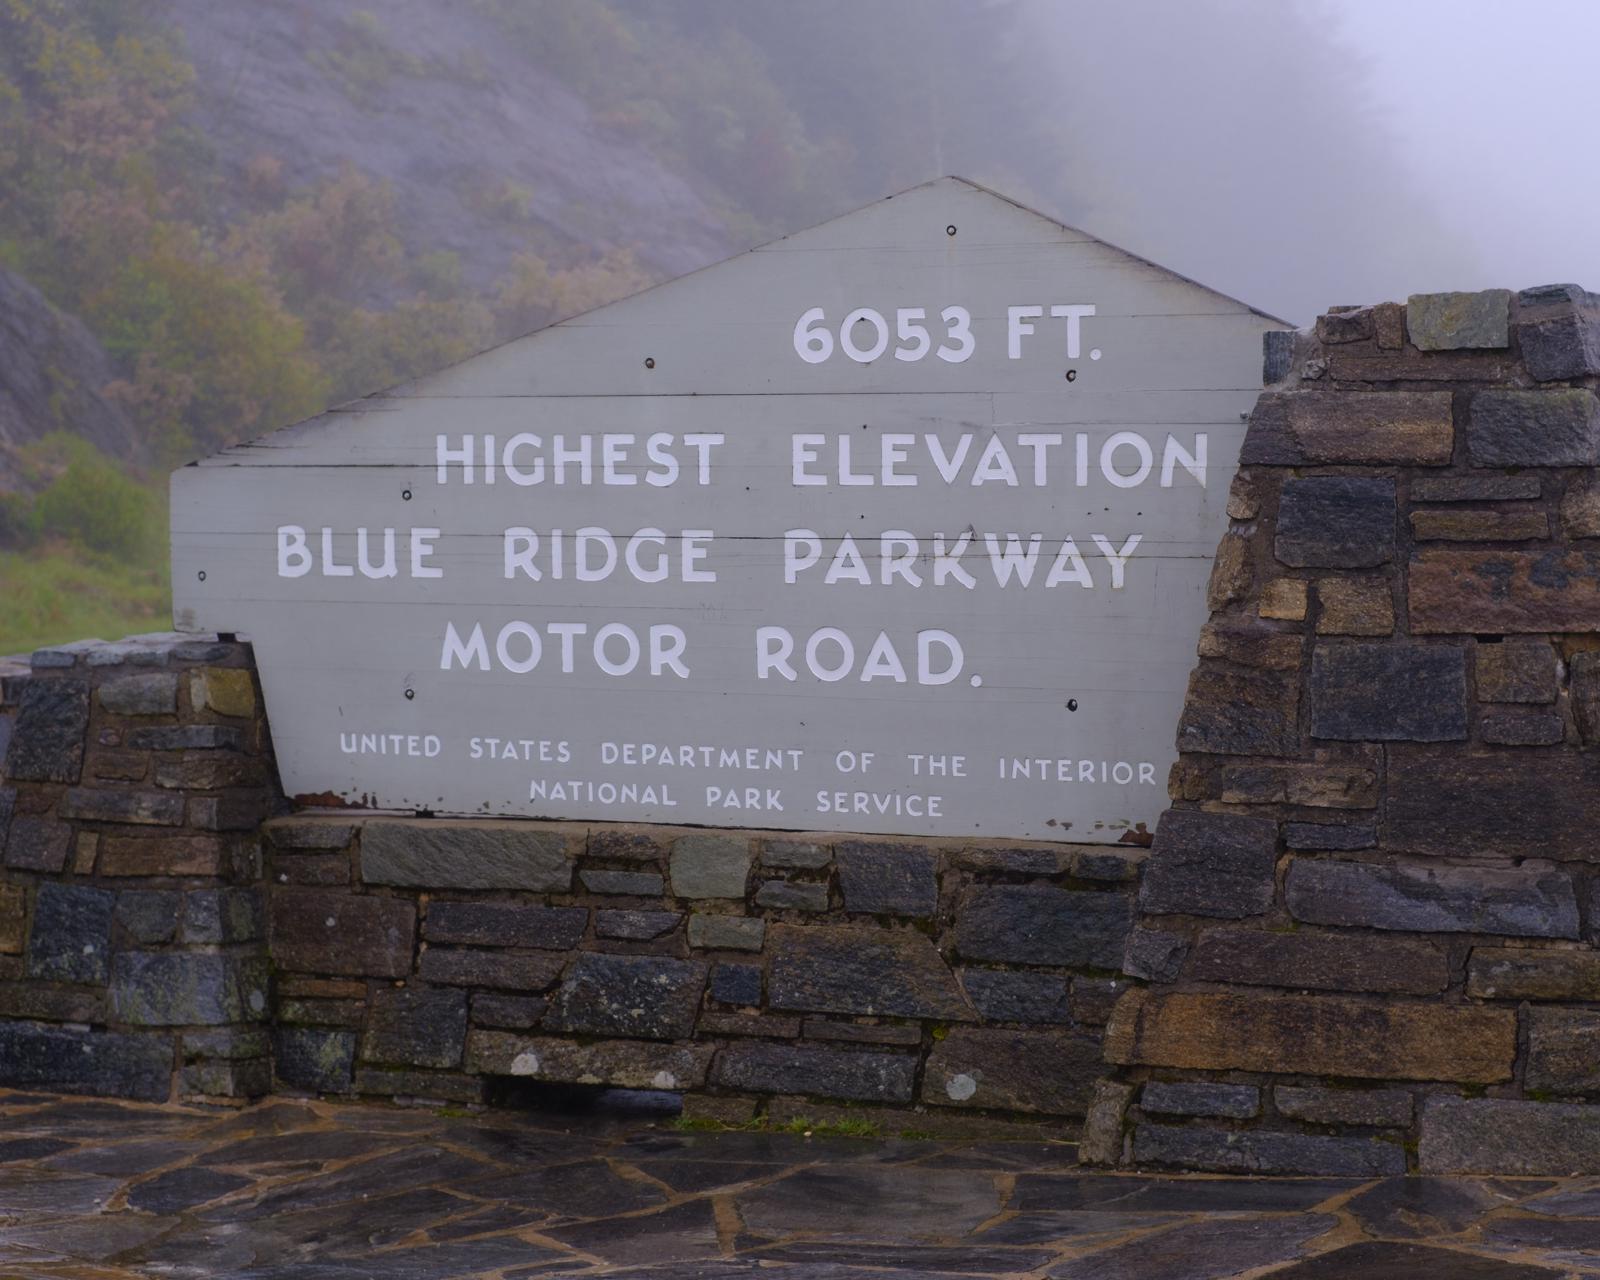 6053 FT.
HIGHEST ELEVATION
BLUE RIDGE PARKWAY
MOTOR ROAD.
UNITED STATES DEPARTMENT OF THE INTERIOR
NATIONAL PARK SERVICE